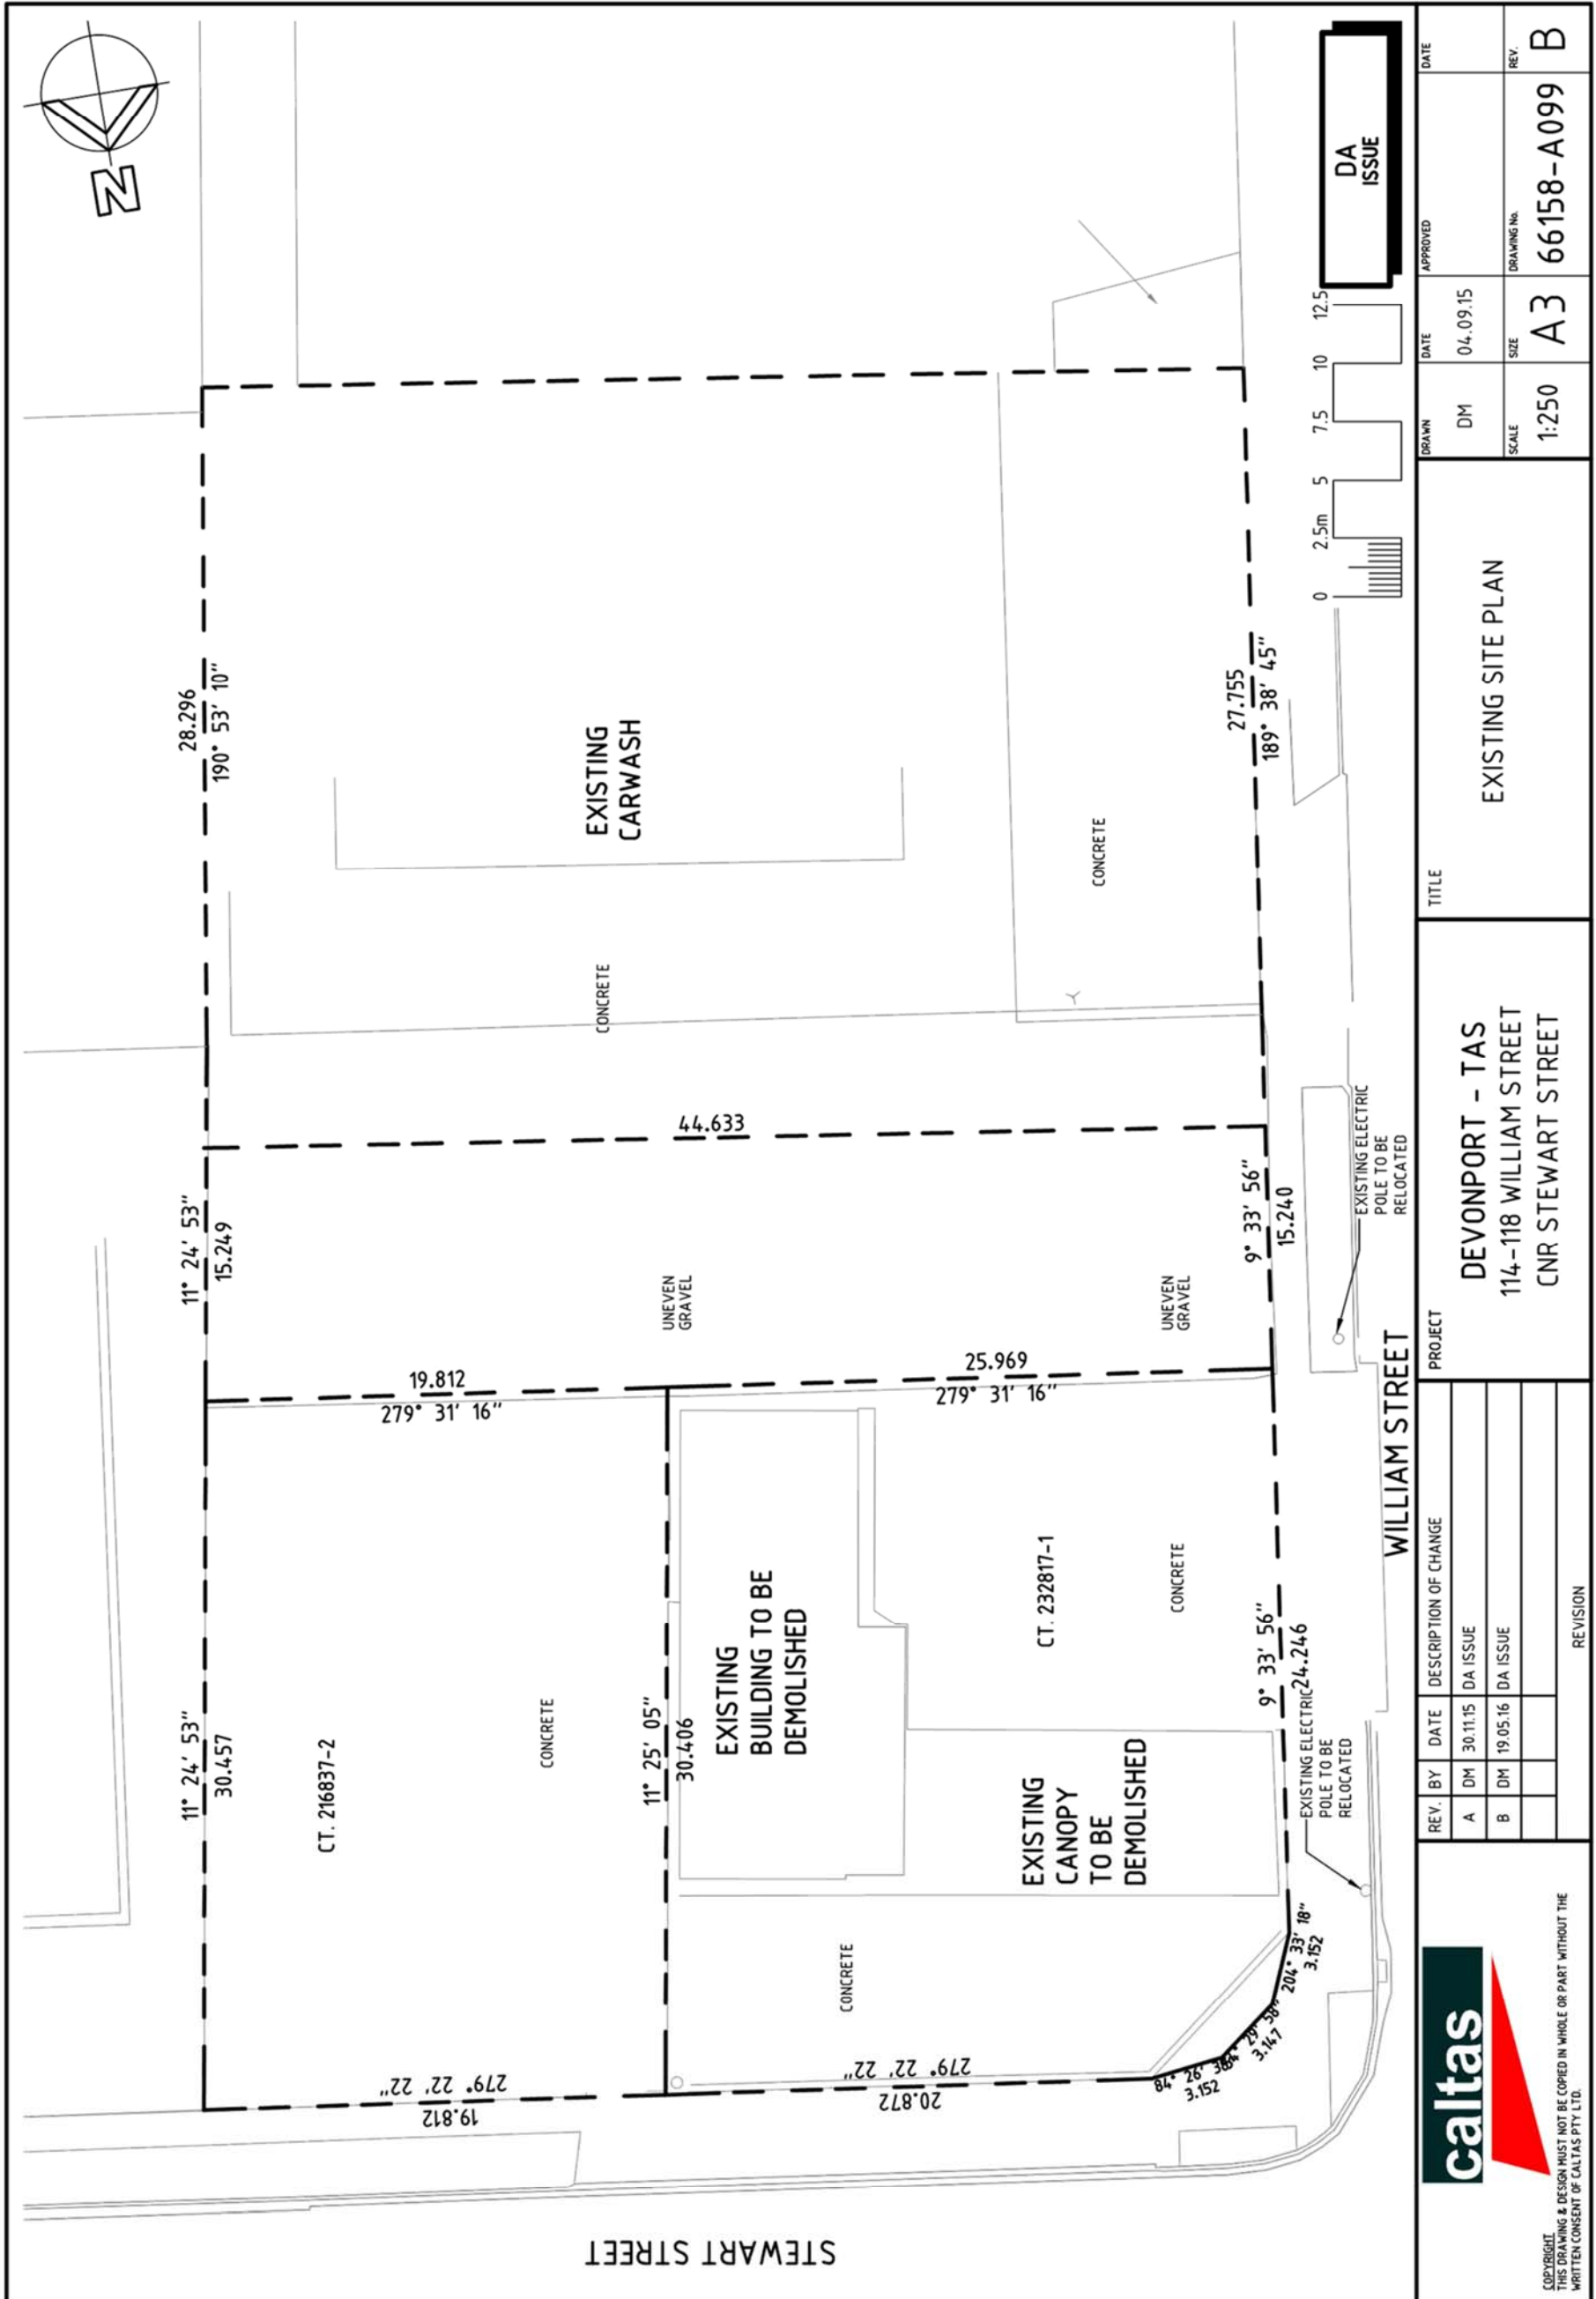 N
28.296
190° 53' 10"
11° 24' 53"
15.249
11° 24' 53"
30.457
CT. 216837-2
CONCRETE
EXISTING
CARWASH
CONCRETE
CONCRETE
44.633
UNEVEN
GRAVEL
UNEVEN
GRAVEL
19.812
279° 31' 16"
25.969
279° 31' 16"
11° 25' 05"
30.406
EXISTING
BUILDING TO BE
DEMOLISHED
CT. 232817-1
CONCRETE
EXISTING
CANOPY
TO BE
DEMOLISHED
CONCRETE
279° 22' 22"
19.812
279° 22' 22"
20.872
84° 26'
3.152
29' 58"
3.147
204° 33' 18"
3.152
9° 33' 56"
24.246
9° 33' 56"
15.240
27.755
189° 38' 45"
EXISTING ELECTRIC
POLE TO BE
RELOCATED
EXISTING ELECTRIC
POLE TO BE
RELOCATED
STEWART STREET
WILLIAM STREET
0 2.5m 5 7.5 10 12.5
DA
ISSUE
caltas
COPYRIGHT
THIS DRAWING & DESIGN MUST NOT BE COPIED IN WHOLE OR PART WITHOUT THE
WRITTEN CONSENT OF CALTAS PTY LTD.
REV. BY DATE DESCRIPTION OF CHANGE
A DM 30.11.15 DA ISSUE
B DM 19.05.16 DA ISSUE
REVISION
PROJECT
DEVONPORT - TAS
114-118 WILLIAM STREET
CNR STEWART STREET
TITLE
EXISTING SITE PLAN
DRAWN DATE APPROVED DATE
DM 04.09.15
SCALE SIZE DRAWING No. REV.
1:250 A3 66158-A099 B